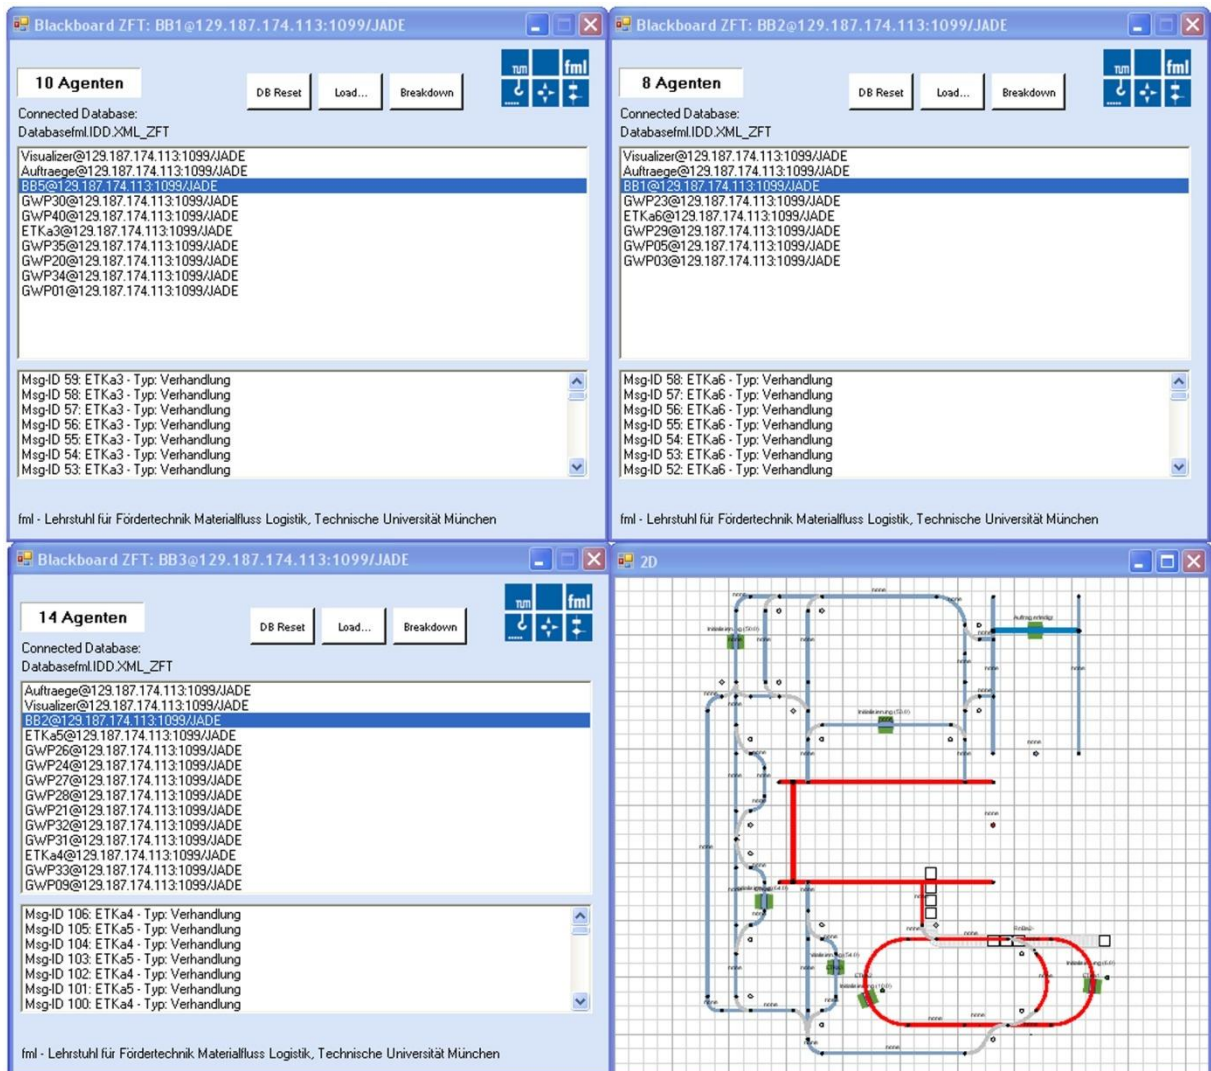 Blackboard ZFT: BB1@129.187.174.113:1099/JADE
10 Agenten
DB Reset
Load...
Breakdown
TUM
fml
Connected Database:
Databasefml.IDD.XML_ZFT
Visualizer@129.187.174.113:1099/JADE
Auftraege@129.187.174.113:1099/JADE
BB5@129.187.174.113:1099/JADE
GWP30@129.187.174.113:1099/JADE
GWP40@129.187.174.113:1099/JADE
ETKa3@129.187.174.113:1099/JADE
GWP35@129.187.174.113:1099/JADE
GWP20@129.187.174.113:1099/JADE
GWP34@129.187.174.113:1099/JADE
GWP01@129.187.174.113:1099/JADE
Msg-ID 59: ETKa3 - Typ: Verhandlung
Msg-ID 58: ETKa3 - Typ: Verhandlung
Msg-ID 57: ETKa3 - Typ: Verhandlung
Msg-ID 56: ETKa3 - Typ: Verhandlung
Msg-ID 55: ETKa3 - Typ: Verhandlung
Msg-ID 54: ETKa3 - Typ: Verhandlung
Msg-ID 53: ETKa3 - Typ: Verhandlung
fml - Lehrstuhl für Fördertechnik Materialfluss Logistik, Technische Universität München
Blackboard ZFT: BB2@129.187.174.113:1099/JADE
8 Agenten
DB Reset
Load...
Breakdown
TUM
fml
Connected Database:
Databasefml.IDD.XML_ZFT
Visualizer@129.187.174.113:1099/JADE
Auftraege@129.187.174.113:1099/JADE
BB1@129.187.174.113:1099/JADE
GWP23@129.187.174.113:1099/JADE
ETKa6@129.187.174.113:1099/JADE
GWP29@129.187.174.113:1099/JADE
GWP05@129.187.174.113:1099/JADE
GWP03@129.187.174.113:1099/JADE
Msg-ID 58: ETKa6 - Typ: Verhandlung
Msg-ID 57: ETKa6 - Typ: Verhandlung
Msg-ID 56: ETKa6 - Typ: Verhandlung
Msg-ID 55: ETKa6 - Typ: Verhandlung
Msg-ID 54: ETKa6 - Typ: Verhandlung
Msg-ID 53: ETKa6 - Typ: Verhandlung
Msg-ID 52: ETKa6 - Typ: Verhandlung
fml - Lehrstuhl für Fördertechnik Materialfluss Logistik, Technische Universität München
Blackboard ZFT: BB3@129.187.174.113:1099/JADE
14 Agenten
DB Reset
Load...
Breakdown
TUM
fml
Connected Database:
Databasefml.IDD.XML_ZFT
Auftraege@129.187.174.113:1099/JADE
Visualizer@129.187.174.113:1099/JADE
BB2@129.187.174.113:1099/JADE
ETKa5@129.187.174.113:1099/JADE
GWP26@129.187.174.113:1099/JADE
GWP24@129.187.174.113:1099/JADE
GWP27@129.187.174.113:1099/JADE
GWP28@129.187.174.113:1099/JADE
GWP21@129.187.174.113:1099/JADE
GWP32@129.187.174.113:1099/JADE
GWP31@129.187.174.113:1099/JADE
ETKa4@129.187.174.113:1099/JADE
GWP33@129.187.174.113:1099/JADE
GWP09@129.187.174.113:1099/JADE
Msg-ID 106: ETKa4 - Typ: Verhandlung
Msg-ID 105: ETKa5 - Typ: Verhandlung
Msg-ID 104: ETKa4 - Typ: Verhandlung
Msg-ID 103: ETKa5 - Typ: Verhandlung
Msg-ID 102: ETKa4 - Typ: Verhandlung
Msg-ID 101: ETKa5 - Typ: Verhandlung
Msg-ID 100: ETKa4 - Typ: Verhandlung
fml - Lehrstuhl für Fördertechnik Materialfluss Logistik, Technische Universität München
2D
none
none
none
none
none
none
none
none
none
none
none
none
none
none